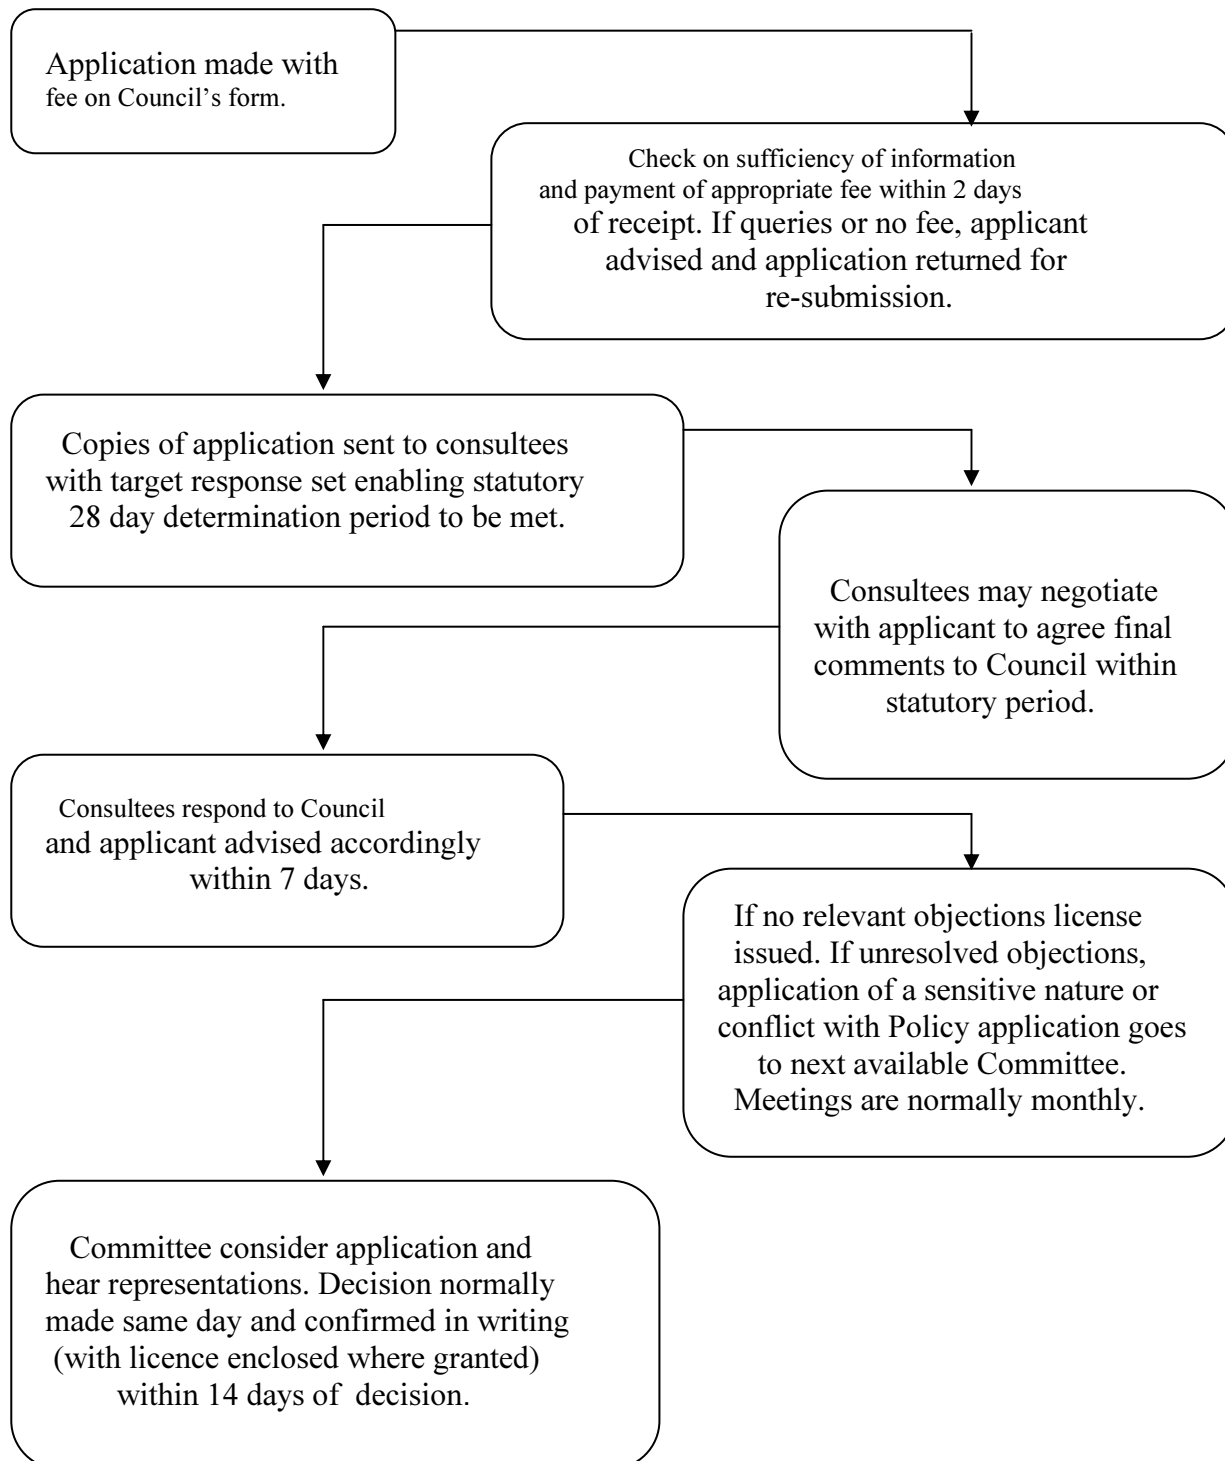 Application made with
fee on Council’s form.
Check on sufficiency of information
and payment of appropriate fee within 2 days
of receipt. If queries or no fee, applicant
advised and application returned for
re-submission.
Copies of application sent to consultees
with target response set enabling statutory
28 day determination period to be met.
Consultees may negotiate
with applicant to agree final
comments to Council within
statutory period.
Consultees respond to Council
and applicant advised accordingly
within 7 days.
If no relevant objections license
issued. If unresolved objections,
application of a sensitive nature or
conflict with Policy application goes
to next available Committee.
Meetings are normally monthly.
Committee consider application and
hear representations. Decision normally
made same day and confirmed in writing
(with licence enclosed where granted)
within 14 days of decision.